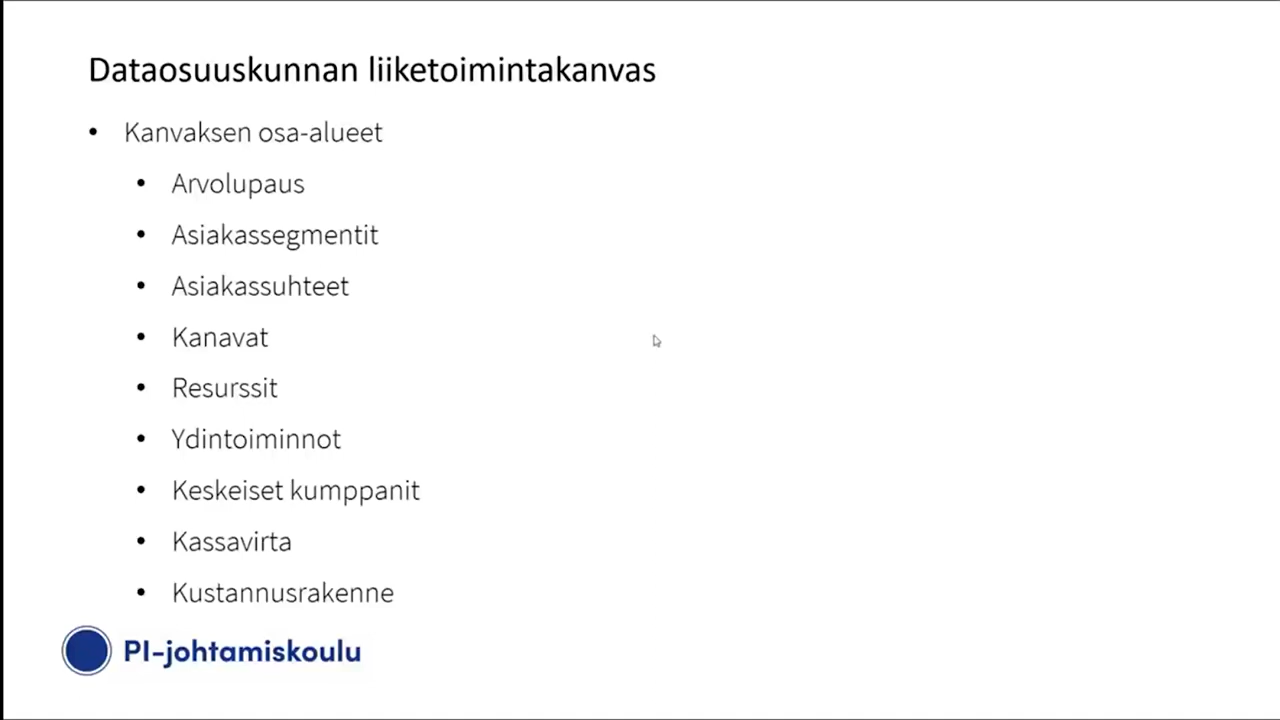 Dataosuuskunnan liiketoimintakanvas
• Kanvaksen osa-alueet
• Arvolupaus
• Asiakassegmentit
• Asiakassuhteet
• Kanavat
• Resurssit
• Ydintoiminnot
• Keskeiset kumppanit
• Kassavirta
• Kustannusrakenne
PI-johtamiskoulu